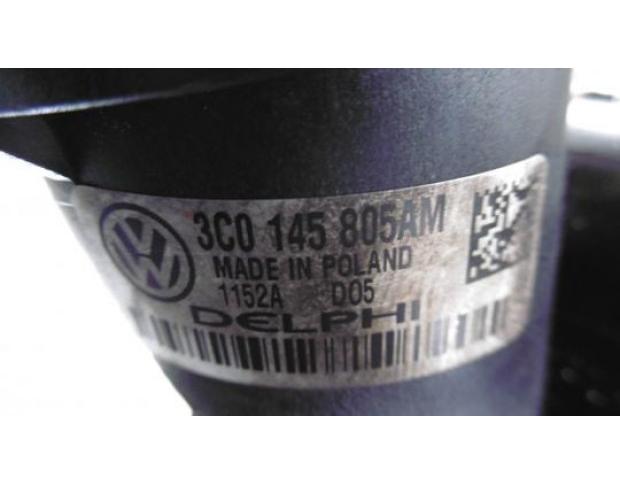 3C0 145 805AM
MADE IN POLAND
1152A D05
DELPHI